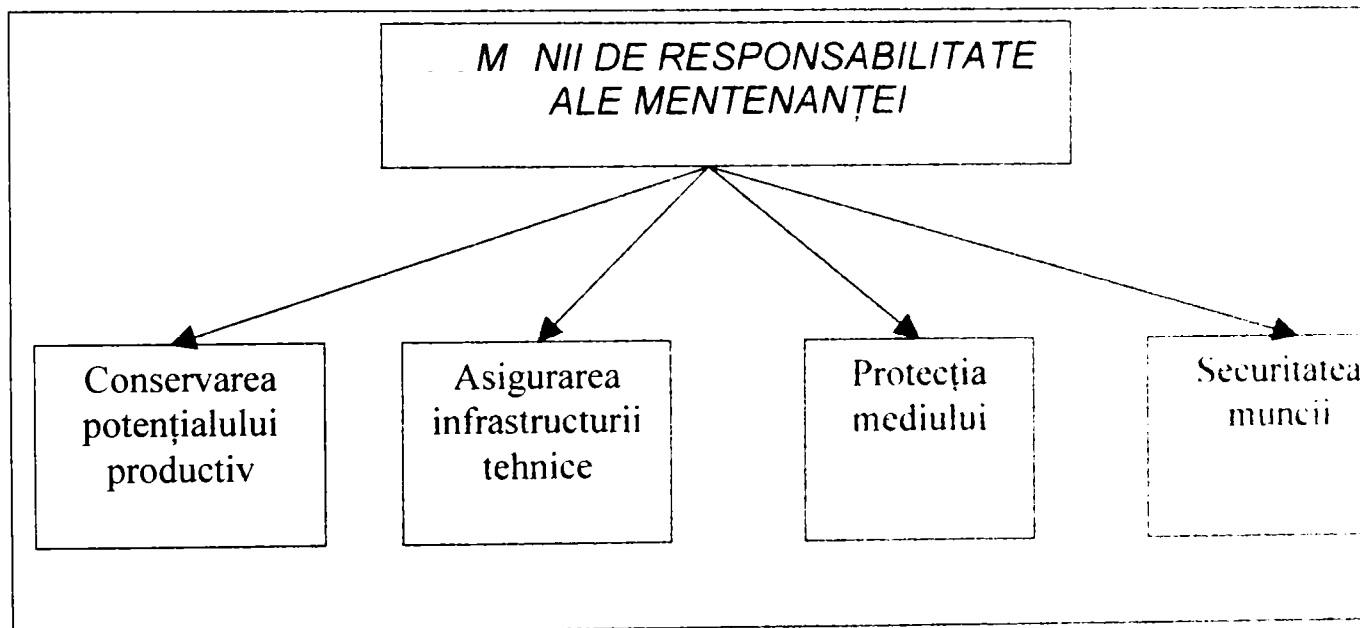 NII DE RESPONSABILITATE
ALE MENTENANȚEI
Conservarea
potențialului
productiv
Asigurarea
infrastructurii
tehnice
Protecția
mediului
Securitatea
muncii